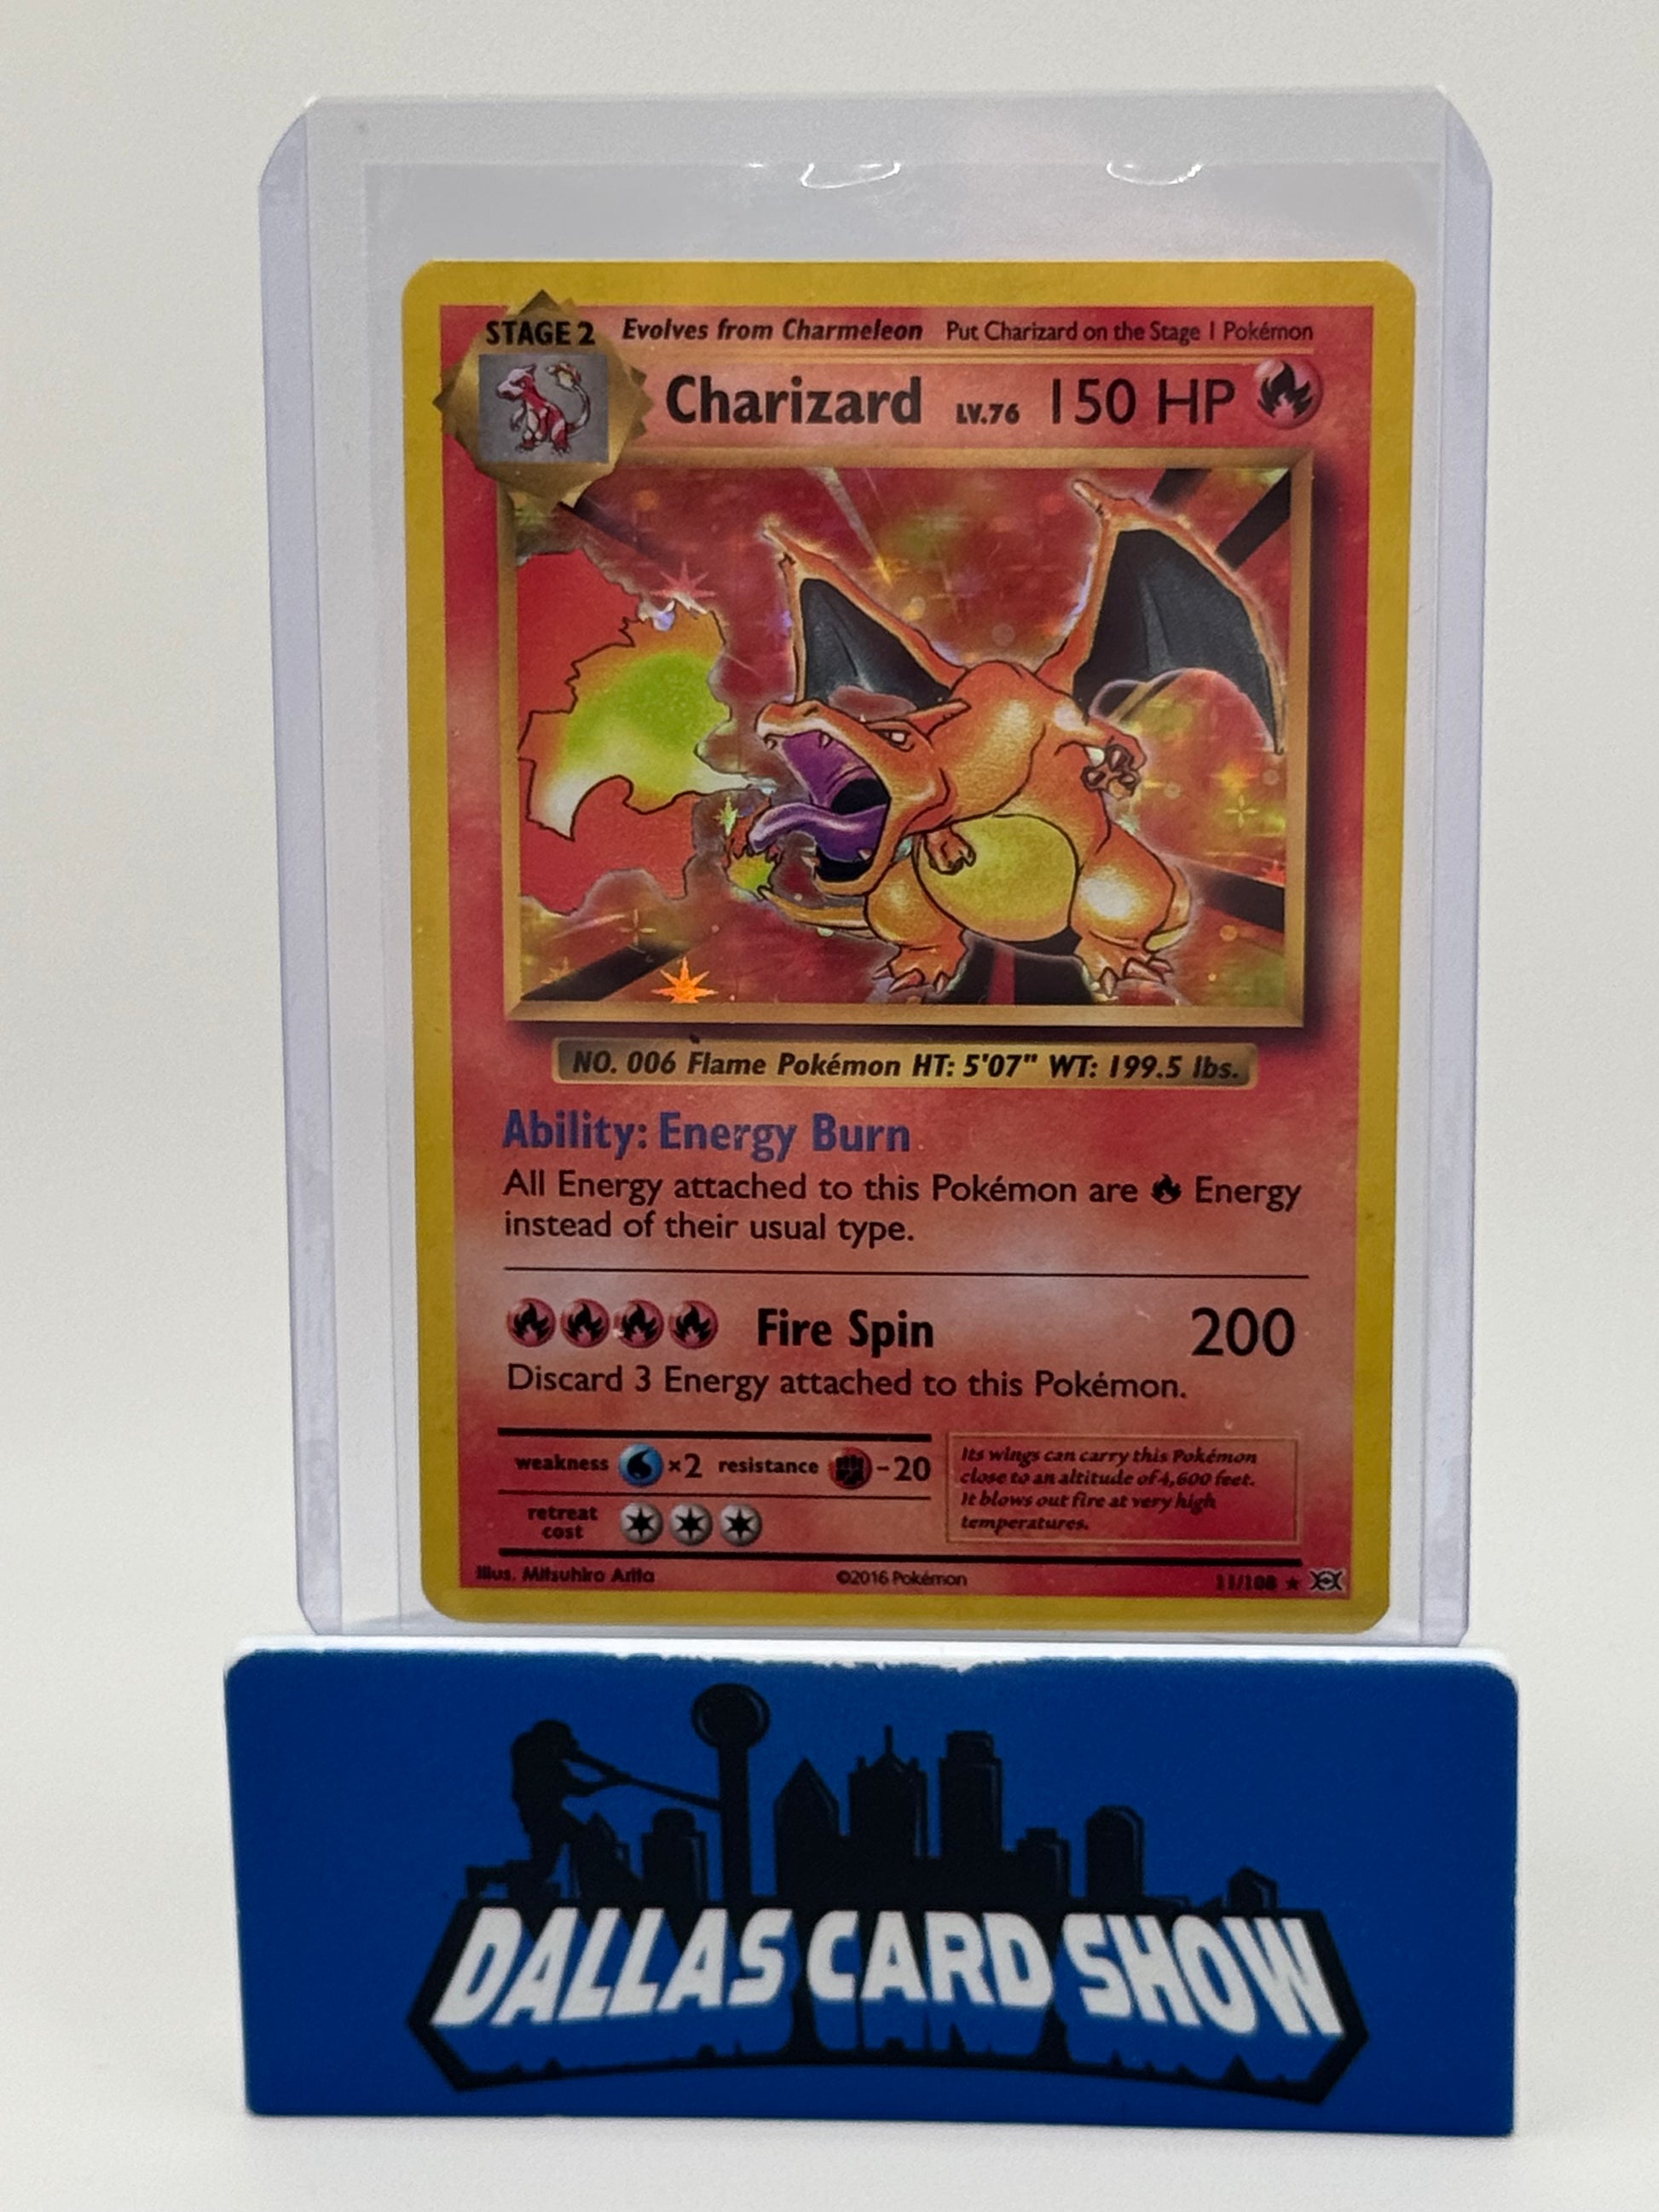 STAGE 2 Evolves from Charmeleon Put Charizard on the Stage 1 Pokémon
Charizard LV.76 150 HP
NO. 006 Flame Pokémon HT: 5'07" WT: 199.5 lbs.
Ability: Energy Burn
All Energy attached to this Pokémon are Energy
instead of their usual type.
Fire Spin 200
Discard 3 Energy attached to this Pokémon.
weakness ×2 resistance -20
retreat
cost
Its wings can carry this Pokémon
close to an altitude of 4,600 feet.
It blows out fire at very high
temperatures.
Illus. Mitsuhiro Arita ©2016 Pokémon 11/108 ★
DALLAS CARD SHOW